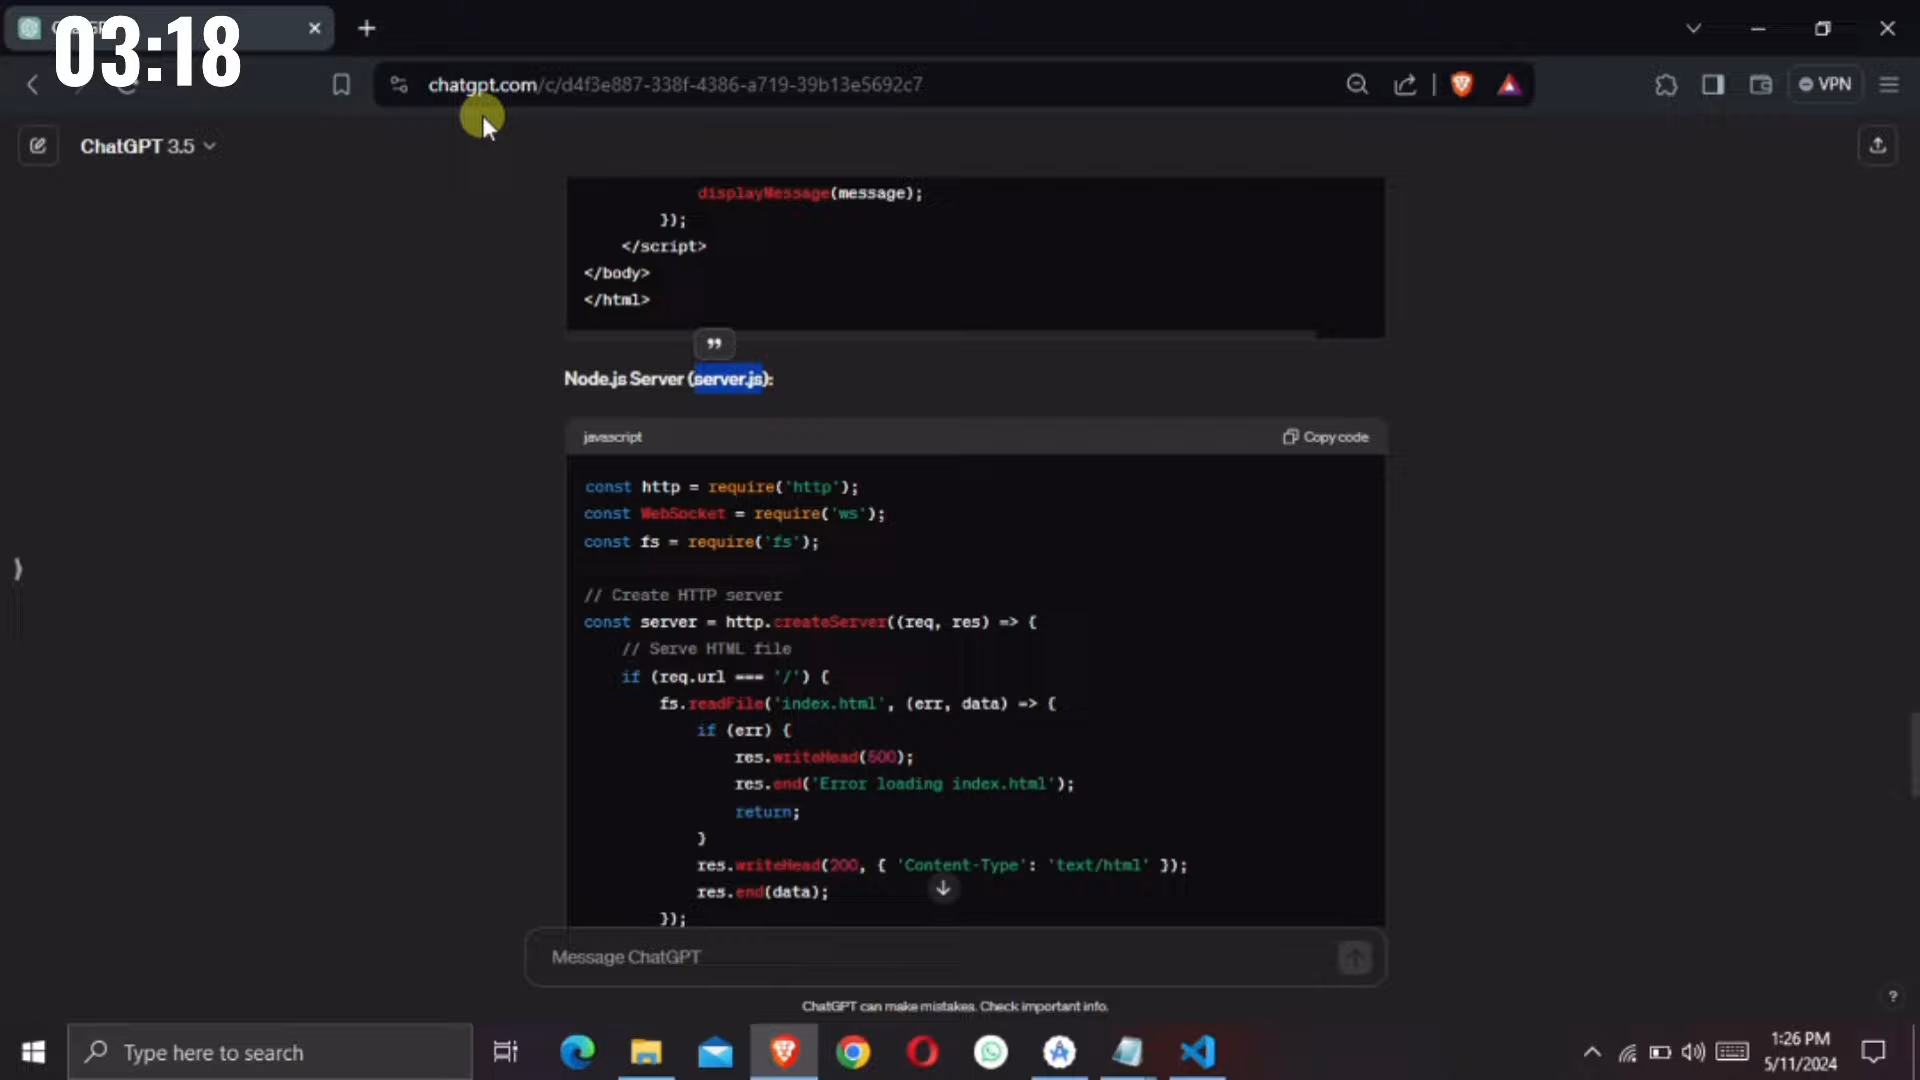 03:18
chatgpt.com/c/d4f3e887-338f-4386-a719-39b13e5692c7
VPN
ChatGPT 3.5
displayMessage(message);
});
</script>
</body>
</html>
Node.js Server (server.js):
javascript
Copy code
const http = require('http');
const WebSocket = require('ws');
const fs = require('fs');
// Create HTTP server
const server = http.createServer((req, res) => {
// Serve HTML file
if (req.url === '/') {
fs.readFile('index.html', (err, data) => {
if (err) {
res.writeHead(500);
res.end('Error loading index.html');
return;
}
res.writeHead(200, { 'Content-Type': 'text/html' });
res.end(data);
});
Message ChatGPT
ChatGPT can make mistakes. Check important info.
?
Type here to search
1:26 PM
5/11/2024